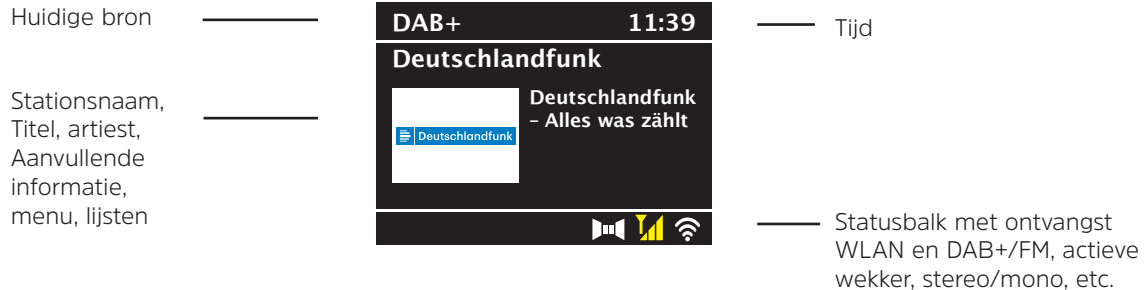 Huidige bron
DAB+ 11:39
Tijd
Deutschlandfunk
Stationsnaam,
Titel, artiest,
Aanvullende
informatie,
menu, lijsten
Deutschlandfunk
Deutschlandfunk
– Alles was zählt
Statusbalk met ontvangst
WLAN en DAB+/FM, actieve
wekker, stereo/mono, etc.